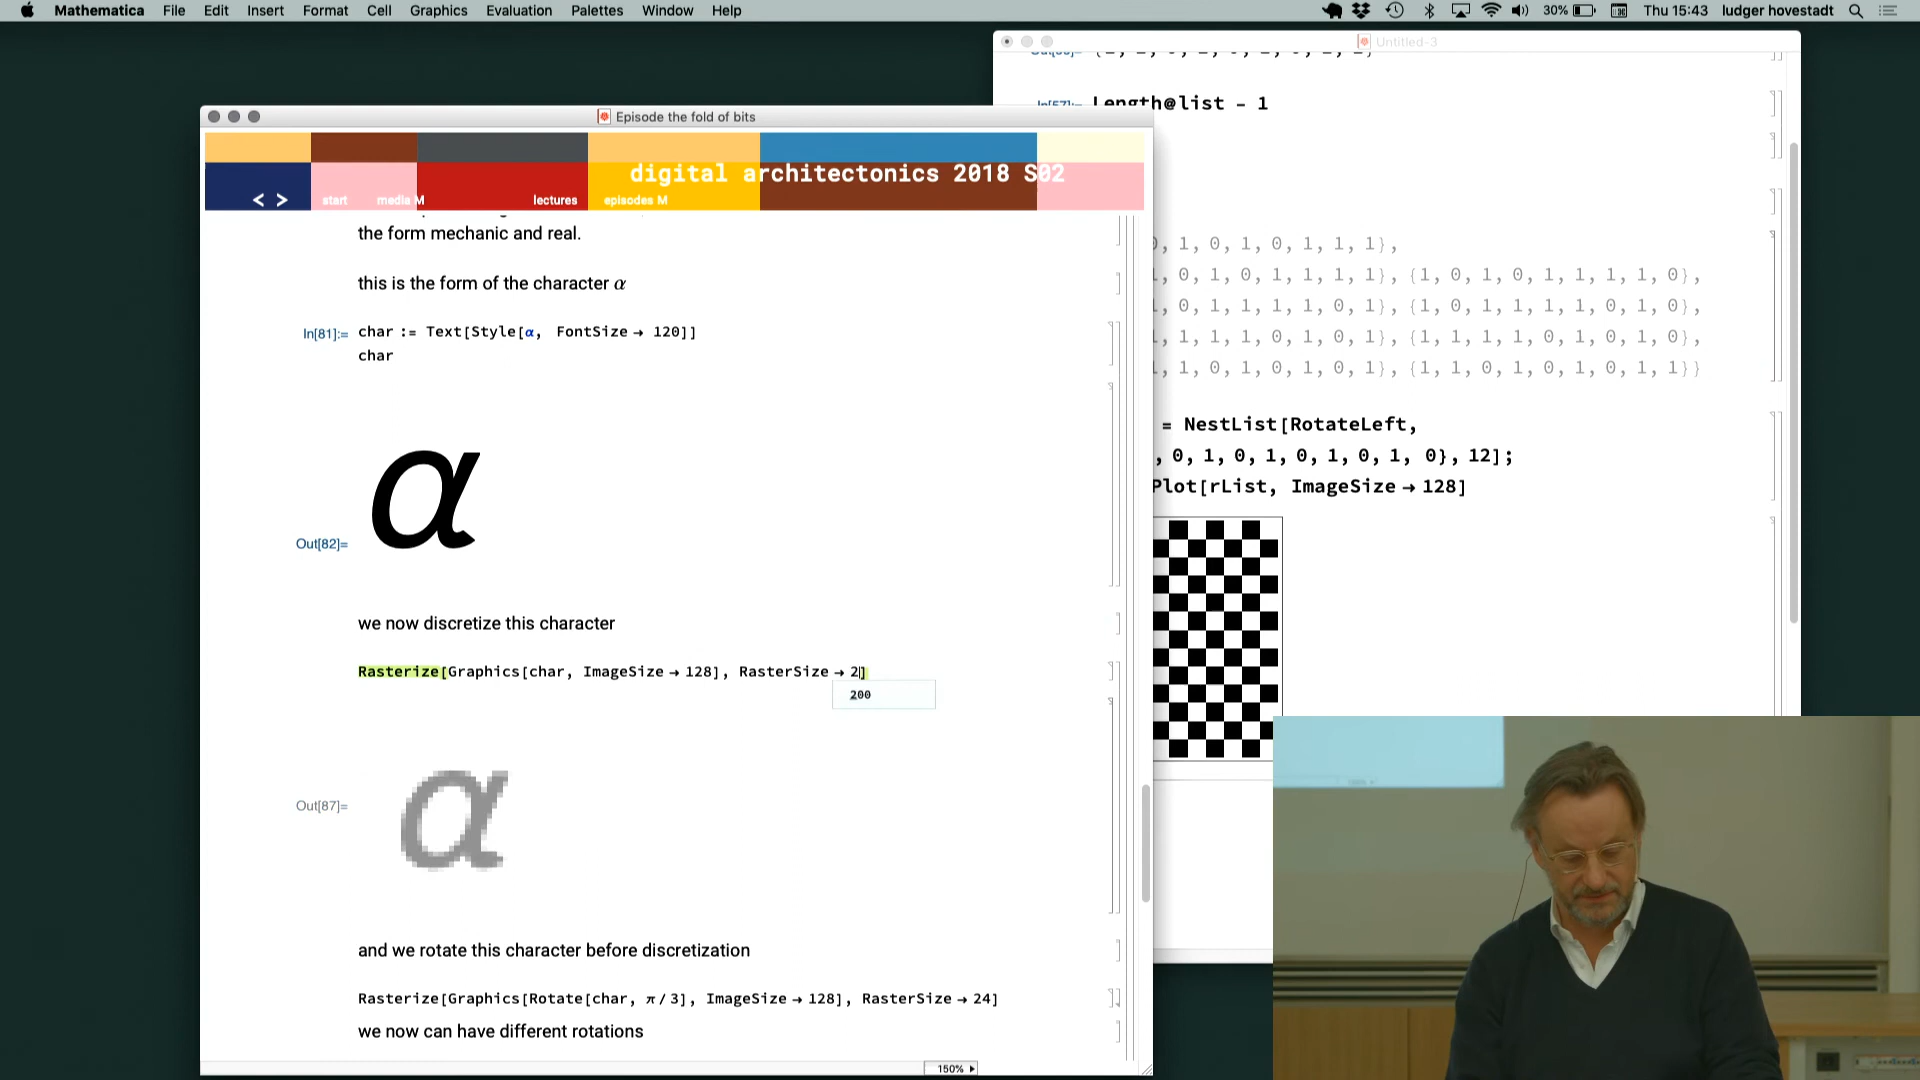 Mathematica File Edit Insert Format Cell Graphics Evaluation Palettes Window Help 30% Thu 15:43 ludger hovestadt
Untitled-3
Length@list - 1
Episode the fold of bits
digital architectonics 2018 S02
< > start media M lectures episodes M
the form mechanic and real.
this is the form of the character α
In[81]:= char := Text[Style[α, FontSize → 120]]
char
α
Out[82]=
we now discretize this character
Rasterize[Graphics[char, ImageSize → 128], RasterSize → 2]
200
α
Out[87]=
and we rotate this character before discretization
Rasterize[Graphics[Rotate[char, π / 3], ImageSize → 128], RasterSize → 24]
we now can have different rotations
150%
, 1, 0, 1, 0, 1, 1, 1},
, 0, 1, 0, 1, 1, 1, 1}, {1, 0, 1, 0, 1, 1, 1, 1, 0},
, 0, 1, 1, 1, 1, 0, 1}, {1, 0, 1, 1, 1, 1, 0, 1, 0},
, 1, 1, 1, 0, 1, 0, 1}, {1, 1, 1, 1, 0, 1, 0, 1, 0},
, 1, 0, 1, 0, 1, 0, 1}, {1, 1, 0, 1, 0, 1, 0, 1, 1}}
= NestList[RotateLeft,
, 0, 1, 0, 1, 0, 1, 0, 1, 0}, 12];
Plot[rList, ImageSize → 128]